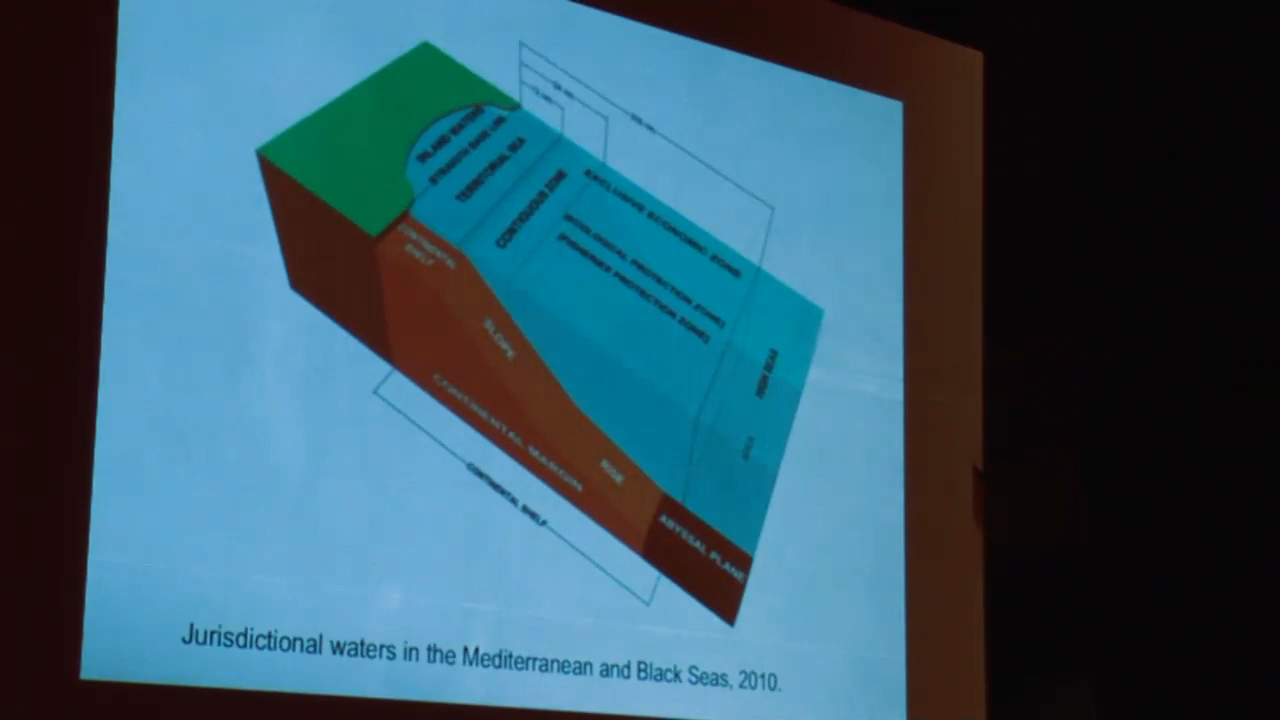 INLAND WATERS
STRAIGTH BASE LINE
TERRITORIAL SEA
CONTIGUOUS ZONE
EXCLUSIVE ECONOMIC ZONE
(ECOLOGICAL PROTECTION ZONE)
(FISHERIES PROTECTION ZONE)
HIGH SEAS
AREA
CONTINENTAL
SHELF
SLOPE
RISE
CONTINENTAL MARGIN
CONTINENTAL SHELF
ABYSSAL PLANE
Jurisdictional waters in the Mediterranean and Black Seas, 2010.